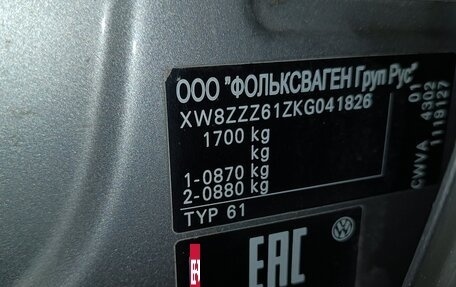 ООО "ФОЛЬКСВАГЕН Груп Рус"
XW8ZZZ61ZKG041826
1700 kg
kg
1-0870 kg
2-0880 kg
TYP 61
CWVA 4302 01
1119127
EAC